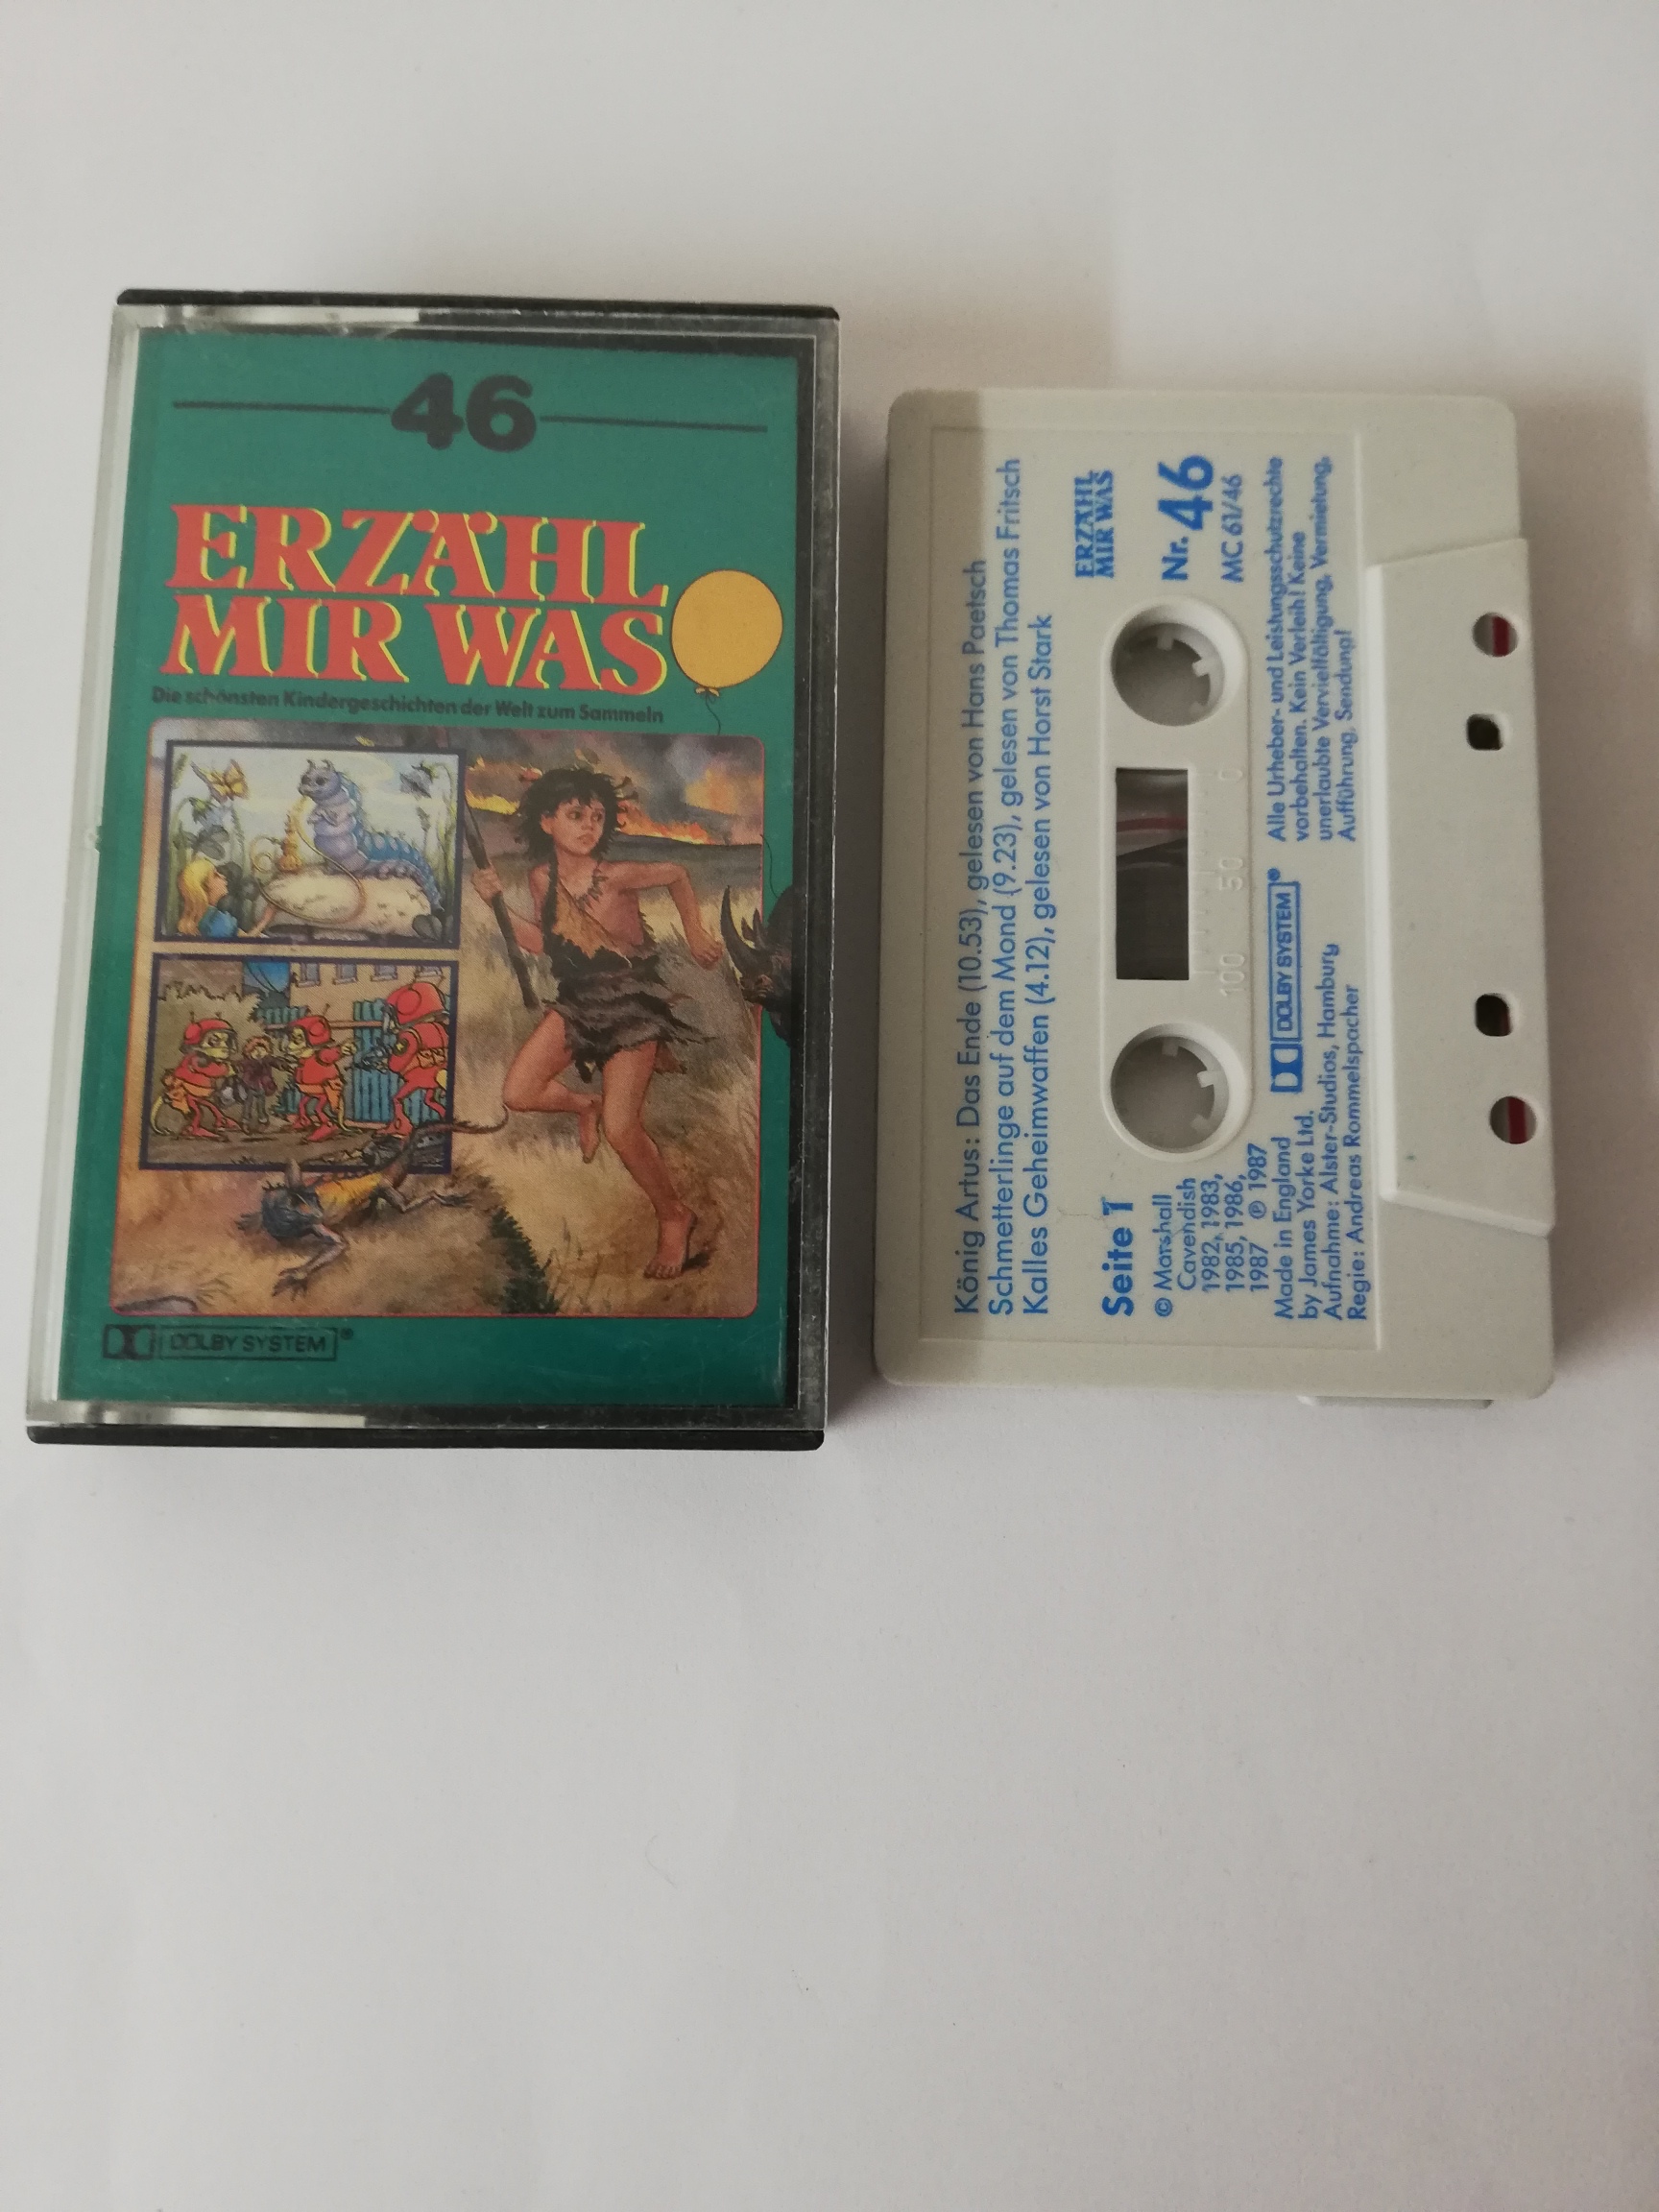 46
ERZÄHL
MIR WAS
Die schönsten Kindergeschichten der Welt zum Sammeln
DOLBY SYSTEM®
König Artus: Das Ende (10.53), gelesen von Hans Paetsch
Schmetterlinge auf dem Mond (9.23), gelesen von Thomas Fritsch
Kalles Geheimwaffen (4.12), gelesen von Horst Stark
ERZÄHL
MIR WAS
Seite 1
Nr. 46
MC 61/46
© Marshall
Cavendish
1982, 1983,
1985, 1986,
1987 ℗ 1987
100 50 0
Made in England
by James Yorke Ltd.
DOLBY SYSTEM®
Aufnahme: Alster-Studios, Hamburg
Regie: Andreas Rommelspacher
Alle Urheber- und Leistungsschutzrechte
vorbehalten. Kein Verleih! Keine
unerlaubte Vervielfältigung, Vermietung,
Aufführung, Sendung!